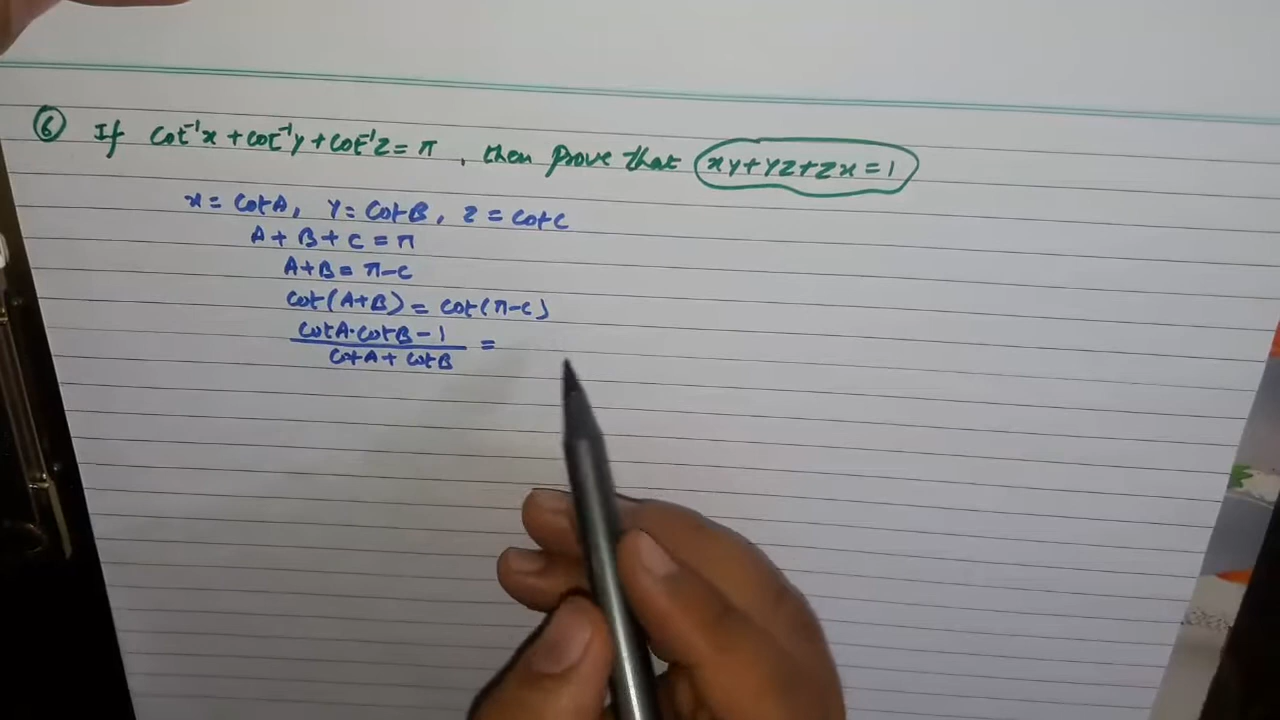 ⑥ If cot⁻¹x + cot⁻¹y + cot⁻¹z = π, then prove that xy+yz+zx=1
x = cotA, y = cotB, z = cotC
A + B + C = π
A+B = π-C
cot(A+B) = cot(π-C)
cotA·cotB - 1 / cotA + cotB =